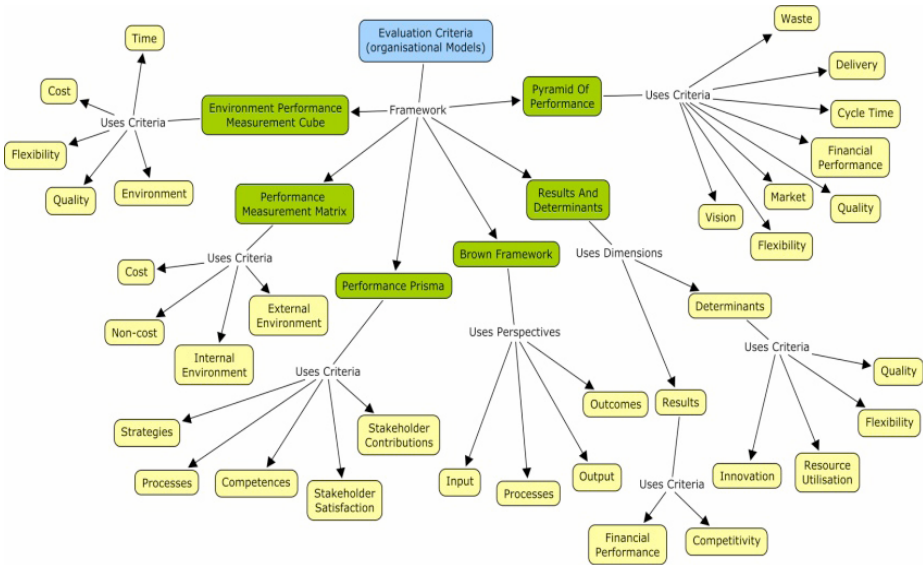 Evaluation Criteria
(organisational Models)
Framework
Environment Performance
Measurement Cube
Uses Criteria
Time
Cost
Flexibility
Quality
Environment
Performance
Measurement Matrix
Uses Criteria
Cost
Non-cost
Internal
Environment
External
Environment
Performance Prisma
Uses Criteria
Strategies
Processes
Competences
Stakeholder
Satisfaction
Stakeholder
Contributions
Brown Framework
Uses Perspectives
Input
Processes
Output
Outcomes
Results And
Determinants
Uses Dimensions
Results
Uses Criteria
Financial
Performance
Competitivity
Determinants
Uses Criteria
Innovation
Resource
Utilisation
Flexibility
Quality
Pyramid Of
Performance
Uses Criteria
Waste
Delivery
Cycle Time
Financial
Performance
Quality
Market
Flexibility
Vision